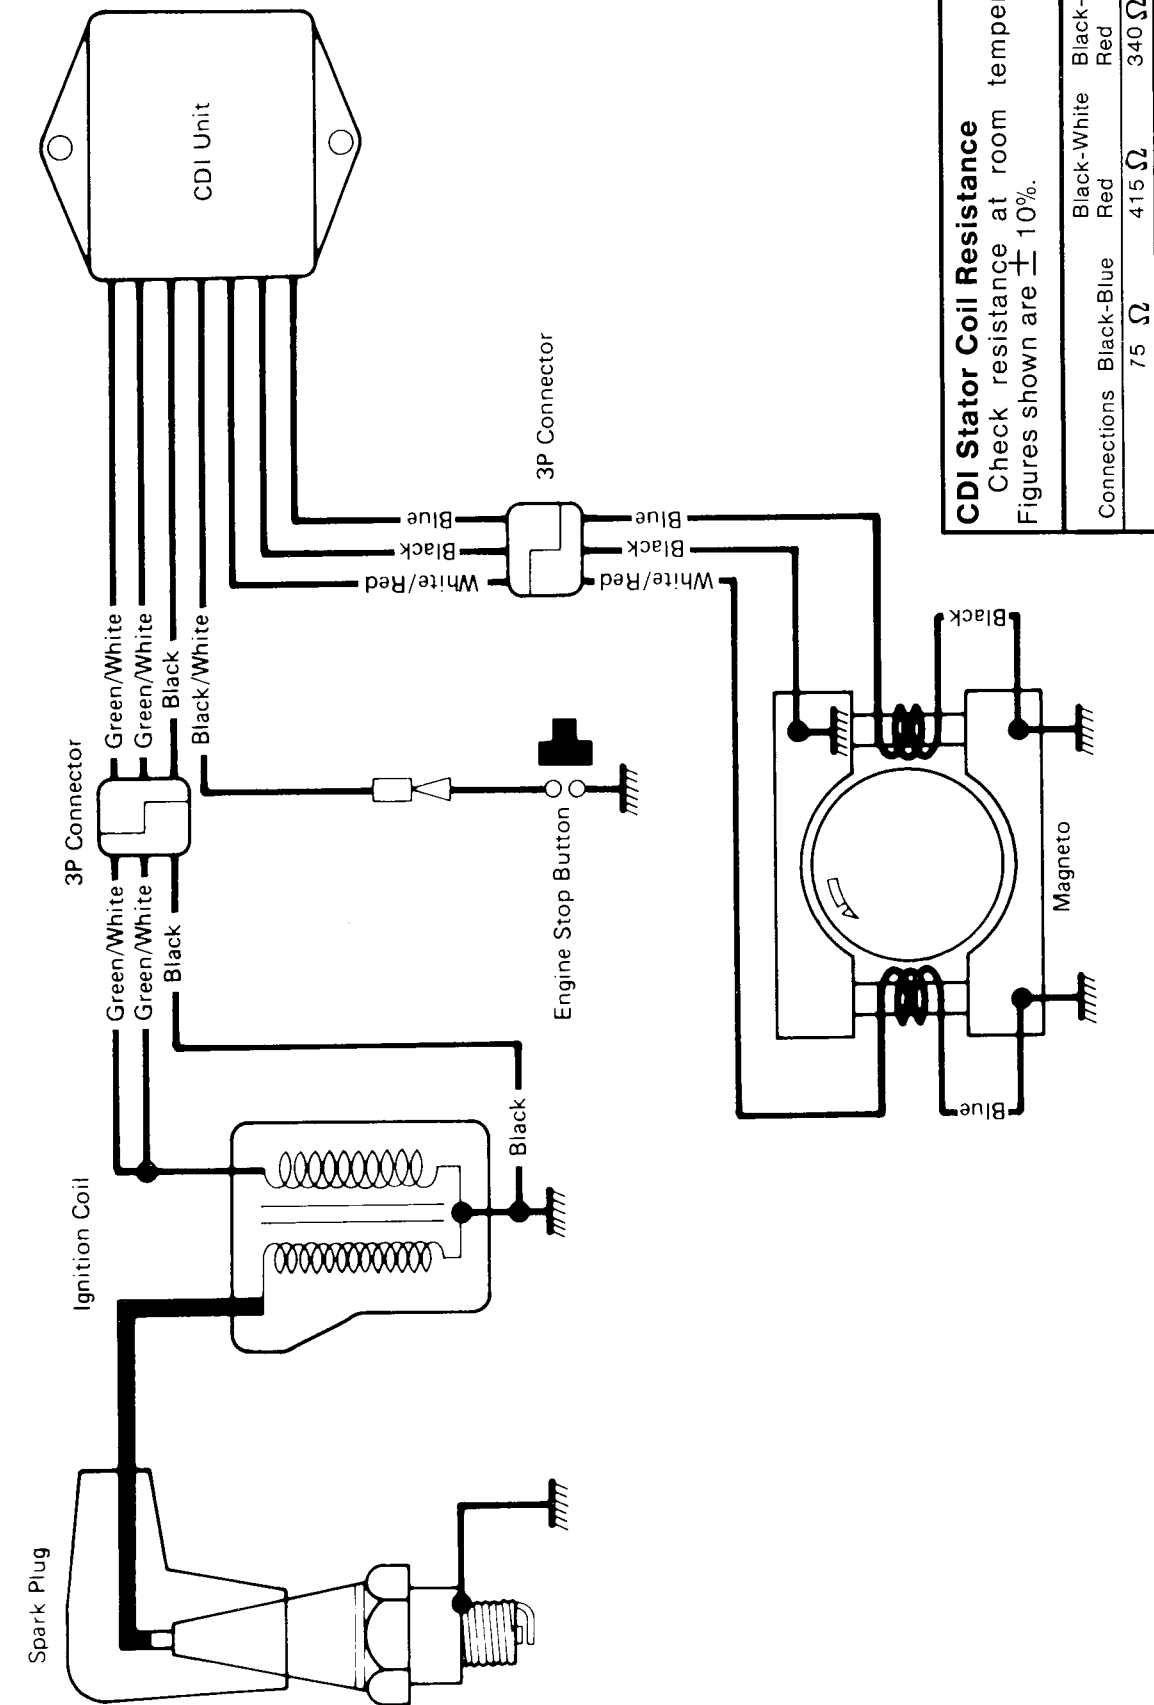 CDI Unit
3P Connector
Green/White
Green/White
Black
Black/White
Green/White
Green/White
Black
3P Connector
Blue
Black
White/Red
Blue
Black
White/Red
Engine Stop Button
Ignition Coil
Black
Spark Plug
Black
Blue
Magneto
CDI Stator Coil Resistance
Check resistance at room
Figures shown are ± 10%.
Connections Black-Blue Black-White Red Black- Red
75 Ω 415 Ω 340 Ω